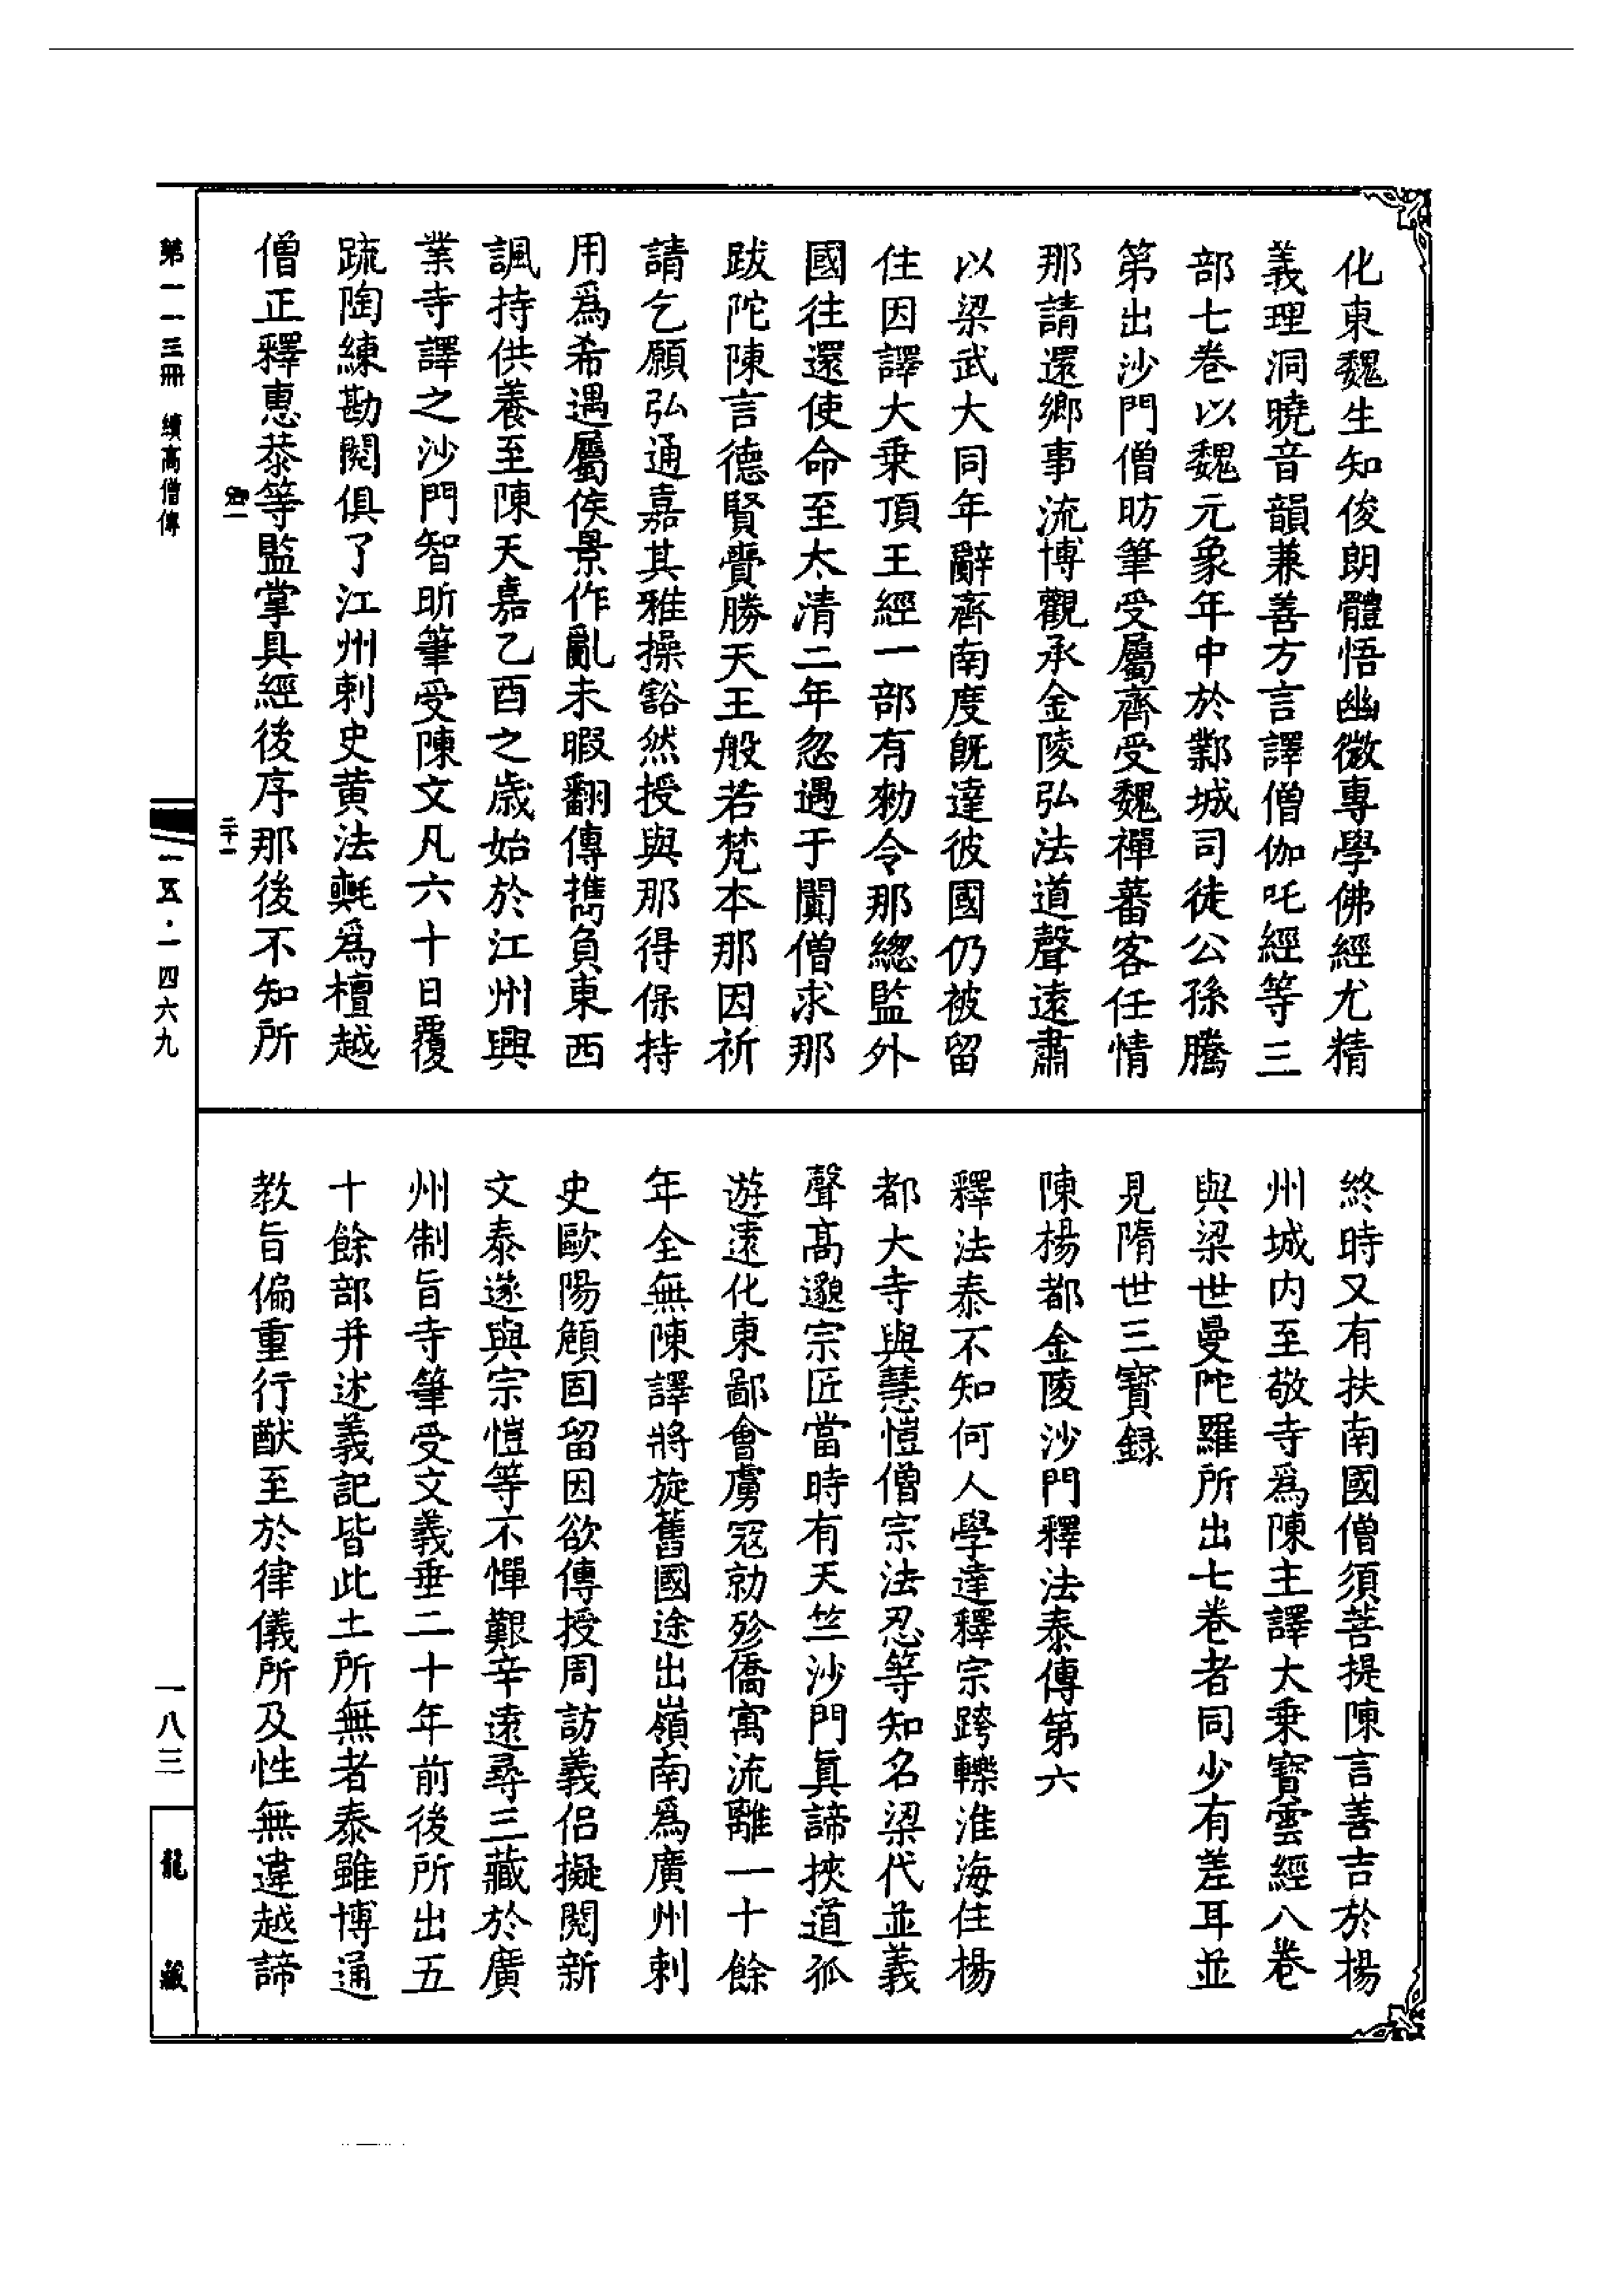 化東魏生知俊朗體悟幽微專學佛經尤精
義理洞曉音韻兼善方言譯僧伽吒經等三
部七卷以魏元象年中於鄴城司徒公孫騰
第出沙門僧昉筆受屬齊受魏禪蕃客任情
那請還鄉事流博觀承金陵弘法道聲遠肅
以梁武大同年辭齊南度既達彼國仍被留
住因譯大乘頂王經一部有勅令那總監外
國往還使命至太清二年忽遇于闐僧求那
跋陀陳言德賢齎勝天王般若梵本那因祈
請乞願弘通嘉其雅操豁然授與那得保持
用爲希遇屬侯景作亂未暇翻傳攜負東西
諷持供養至陳天嘉乙酉之歲始於江州興
業寺譯之沙門智昕筆受陳文凡六十日覆
疏陶練勘閱俱了江州刺史黃法𣰋爲檀越
僧正釋惠恭等監掌具經後序那後不知所
終時又有扶南國僧須菩提陳言善吉於楊
州城內至敬寺爲陳主譯大乘寶雲經八卷
與梁世曼陀羅所出七卷者同少有差耳並
見隋世三寶録
陳楊都金陵沙門釋法泰傳第六
釋法泰不知何人學達釋宗跨轢淮海住楊
都大寺與慧愷僧宗法忍等知名梁代並義
聲高邈宗匠當時有天竺沙門真諦挾道孤
遊遠化東鄙會虜寇勍殄僑寓流離一十餘
年全無陳譯將旋舊國途出嶺南爲廣州刺
史歐陽頠固留因欲傳授周訪義侶擬閱新
文泰遂與宗愷等不憚艱辛遠尋三藏於廣
州制旨寺筆受文義垂二十年前後所出五
十餘部并述義記皆此土所無者泰雖博通
教旨偏重行猷至於律儀所及性無違越諦
第一一三冊 續高僧傳
二十一
一五·一四六九
一八三
龍藏